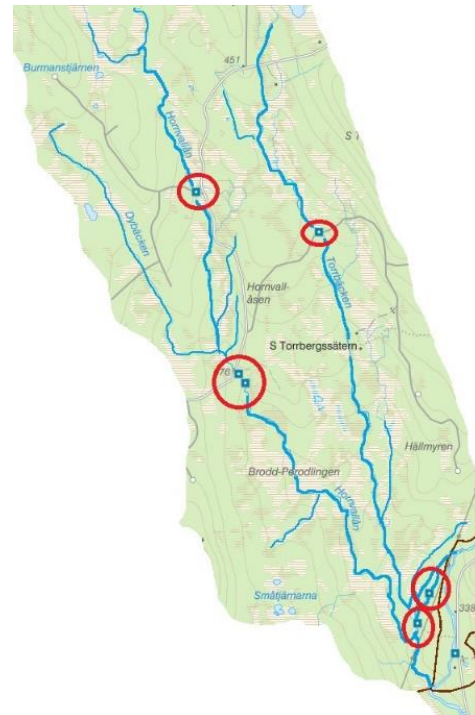 451
Burmanstjärnen
Hornvallån
S T
Dybäcken
Torrbäcken
Hornvall-
åsen
S Torrbergssätern
76
Hällmyren
Brodd-Perodlingen
Hornvallån
Småtjärnarna
338